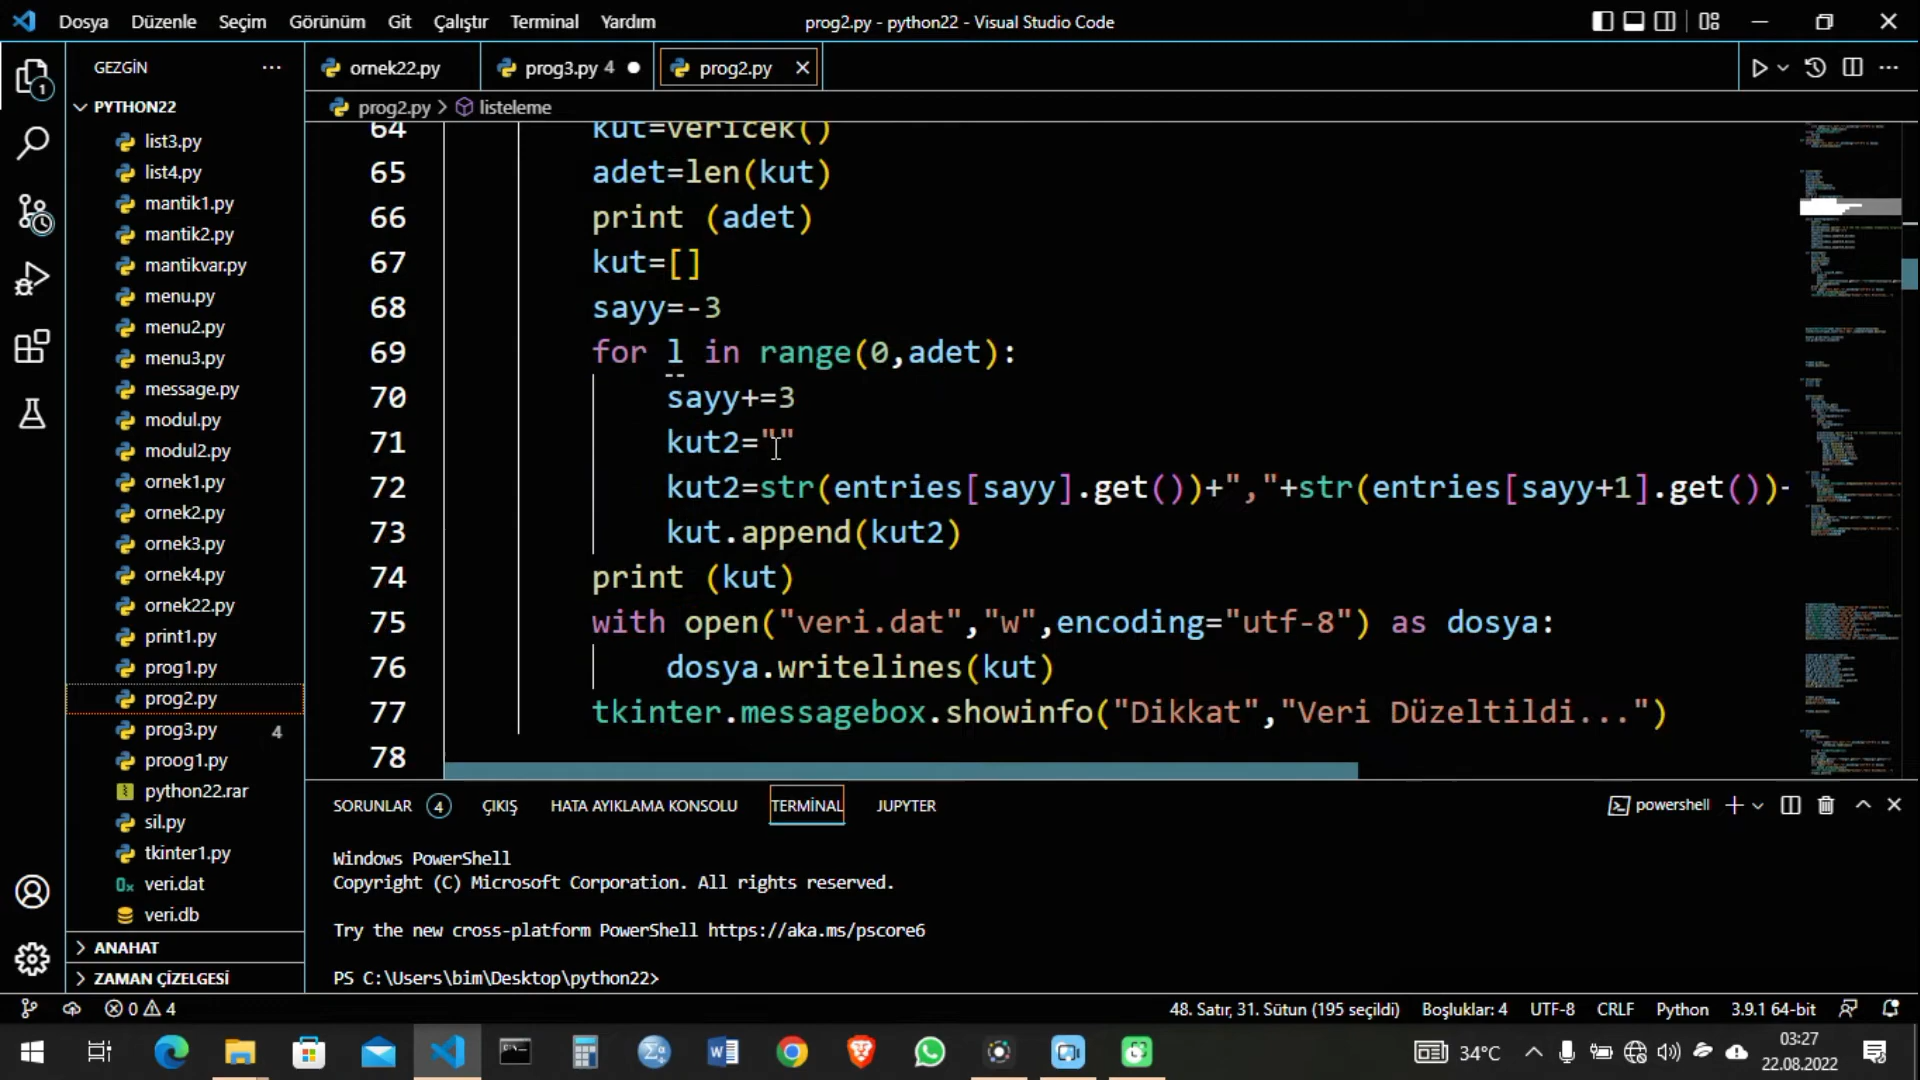 Dosya Düzenle Seçim Görünüm Git Çalıştır Terminal Yardım
prog2.py - python22 - Visual Studio Code
GEZGİN
ornek22.py
prog3.py 4
prog2.py
PYTHON22
prog2.py > listeleme
list3.py
list4.py
mantik1.py
mantik2.py
mantikvar.py
menu.py
menu2.py
menu3.py
message.py
modul.py
modul2.py
ornek1.py
ornek2.py
ornek3.py
ornek4.py
ornek22.py
print1.py
prog1.py
prog2.py
prog3.py 4
proog1.py
python22.rar
sil.py
tkinter1.py
veri.dat
veri.db
ANAHAT
ZAMAN ÇİZELGESİ
1
64 kut=vericek()
65 adet=len(kut)
66 print (adet)
67 kut=[]
68 sayy=-3
69 for l in range(0,adet):
70 sayy+=3
71 kut2=""
72 kut2=str(entries[sayy].get())+","+str(entries[sayy+1].get())-
73 kut.append(kut2)
74 print (kut)
75 with open("veri.dat","w",encoding="utf-8") as dosya:
76 dosya.writelines(kut)
77 tkinter.messagebox.showinfo("Dikkat","Veri Düzeltildi...")
78
SORUNLAR 4 ÇIKIŞ HATA AYIKLAMA KONSOLU TERMİNAL JUPYTER
powershell
Windows PowerShell
Copyright (C) Microsoft Corporation. All rights reserved.
Try the new cross-platform PowerShell https://aka.ms/pscore6
PS C:\Users\bim\Desktop\python22>
0 4
48. Satır, 31. Sütun (195 seçildi) Boşluklar: 4 UTF-8 CRLF Python 3.9.1 64-bit
34°C
03:27
22.08.2022